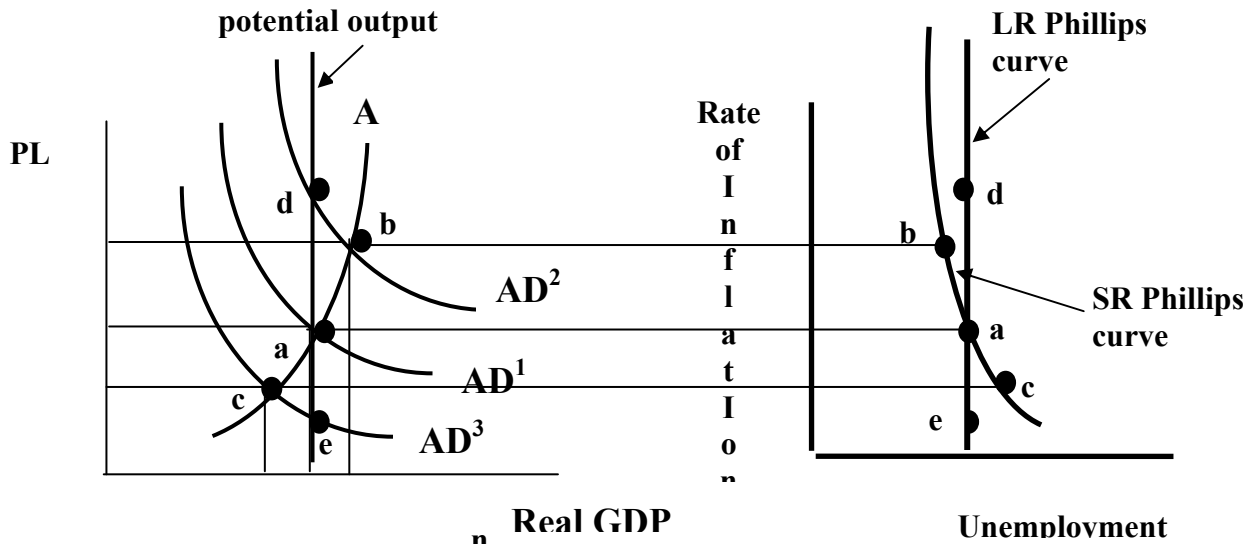 potential output
A
PL
d
b
AD²
a
AD¹
c
AD³
e
Real GDP
n
Rate
of
I
n
f
l
a
t
I
o
n
LR Phillips
curve
d
b
SR Phillips
curve
a
c
e
Unemployment